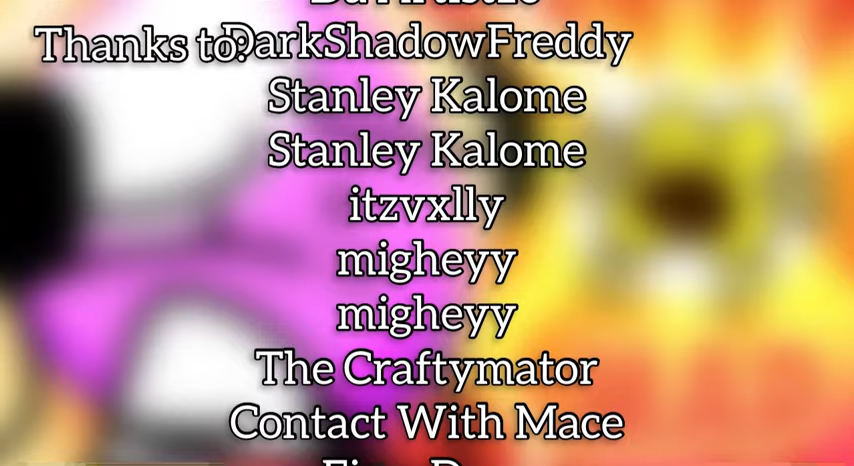 Thanks to:
DarkShadowFreddy
Stanley Kalome
Stanley Kalome
itzvxlly
migheyy
migheyy
The Craftymator
Contact With Mace